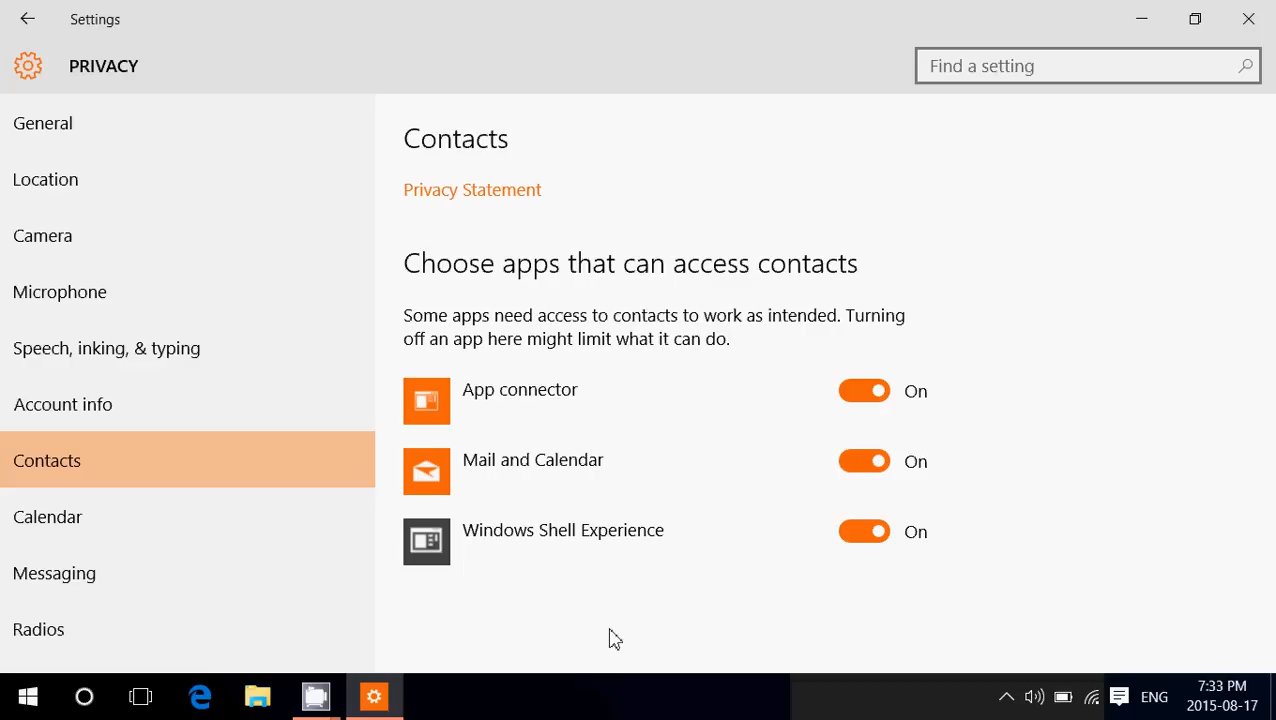 Settings
PRIVACY
Find a setting
General
Location
Camera
Microphone
Speech, inking, & typing
Account info
Contacts
Calendar
Messaging
Radios
Contacts
Privacy Statement
Choose apps that can access contacts
Some apps need access to contacts to work as intended. Turning
off an app here might limit what it can do.
App connector On
Mail and Calendar On
Windows Shell Experience On
ENG
7:33 PM
2015-08-17